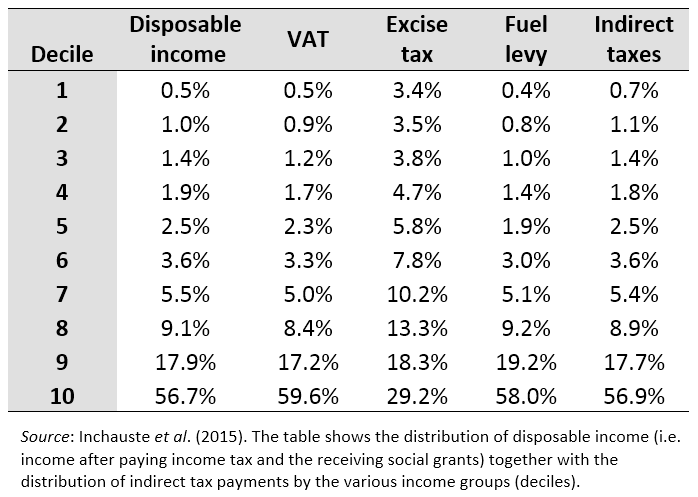 Decile Disposable income VAT Excise tax Fuel levy Indirect taxes
1 0.5% 0.5% 3.4% 0.4% 0.7%
2 1.0% 0.9% 3.5% 0.8% 1.1%
3 1.4% 1.2% 3.8% 1.0% 1.4%
4 1.9% 1.7% 4.7% 1.4% 1.8%
5 2.5% 2.3% 5.8% 1.9% 2.5%
6 3.6% 3.3% 7.8% 3.0% 3.6%
7 5.5% 5.0% 10.2% 5.1% 5.4%
8 9.1% 8.4% 13.3% 9.2% 8.9%
9 17.9% 17.2% 18.3% 19.2% 17.7%
10 56.7% 59.6% 29.2% 58.0% 56.9%
Source: Inchauste et al. (2015). The table shows the distribution of disposable income (i.e.
income after paying income tax and the receiving social grants) together with the
distribution of indirect tax payments by the various income groups (deciles).